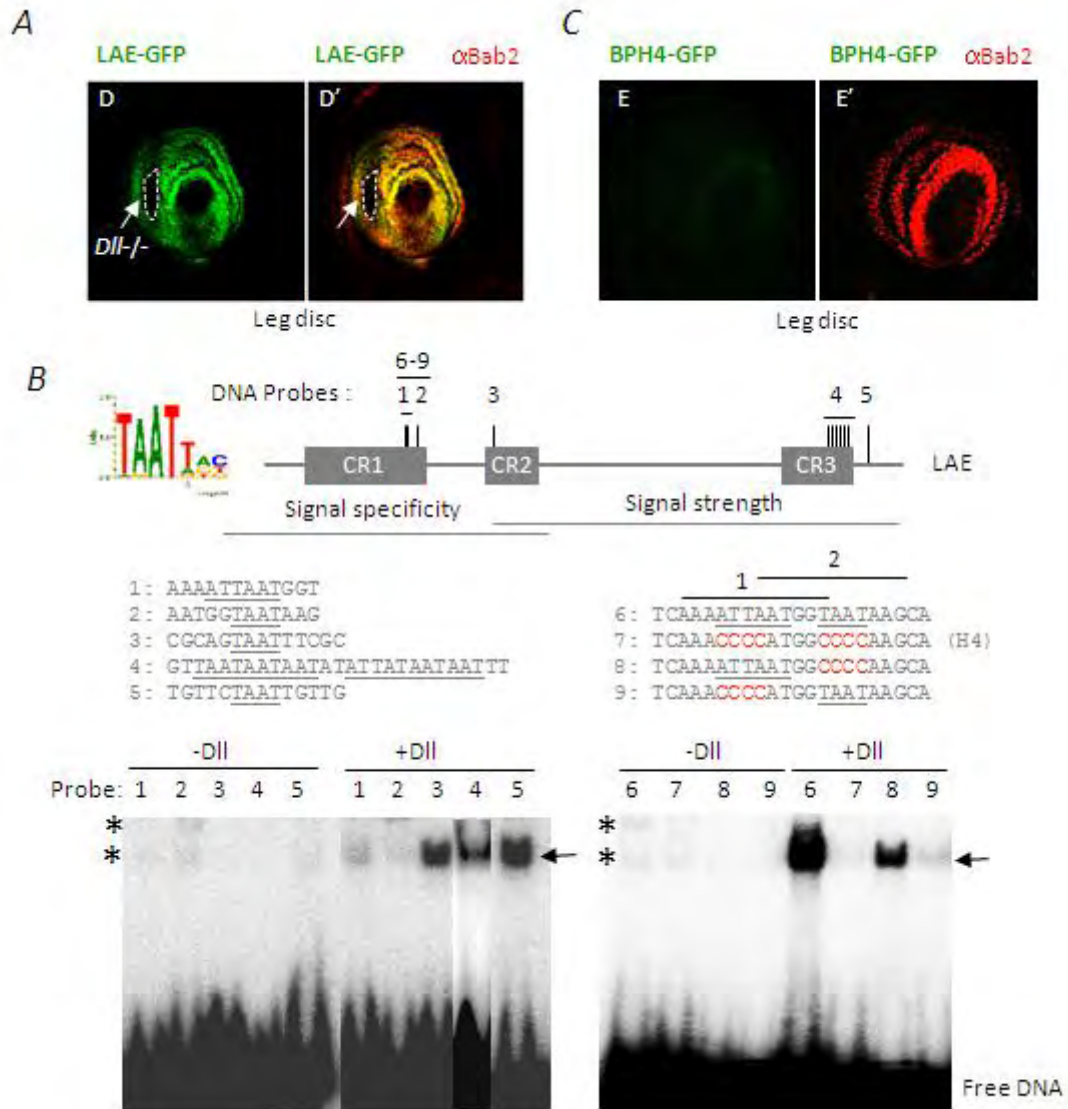 A
C
LAE-GFP LAE-GFP αBab2
BPH4-GFP BPH4-GFP αBab2
D D'
E E'
Dll-/-
Leg disc
Leg disc
B
6-9
DNA Probes : 1 2 3 4 5
TAAT
CR1 CR2 CR3 LAE
Signal specificity Signal strength
1: AAAATTAATGGT
2: AATGGTAATAAG
3: CGCAGTAATTTCGC
4: GTTAATAATAATATATTATAATAATTT
5: TGTTCTAATTGTTG
1 2
6: TCAAAATTAATGGTAATAAGCA
7: TCAAACCCCATGGCCCCAAGCA (H4)
8: TCAAAATTAATGGCCCCAAGCA
9: TCAAACCCCATGGTAATAAGCA
-Dll +Dll
Probe: 1 2 3 4 5 1 2 3 4 5
*
*
-Dll +Dll
6 7 8 9 6 7 8 9
*
*
Free DNA